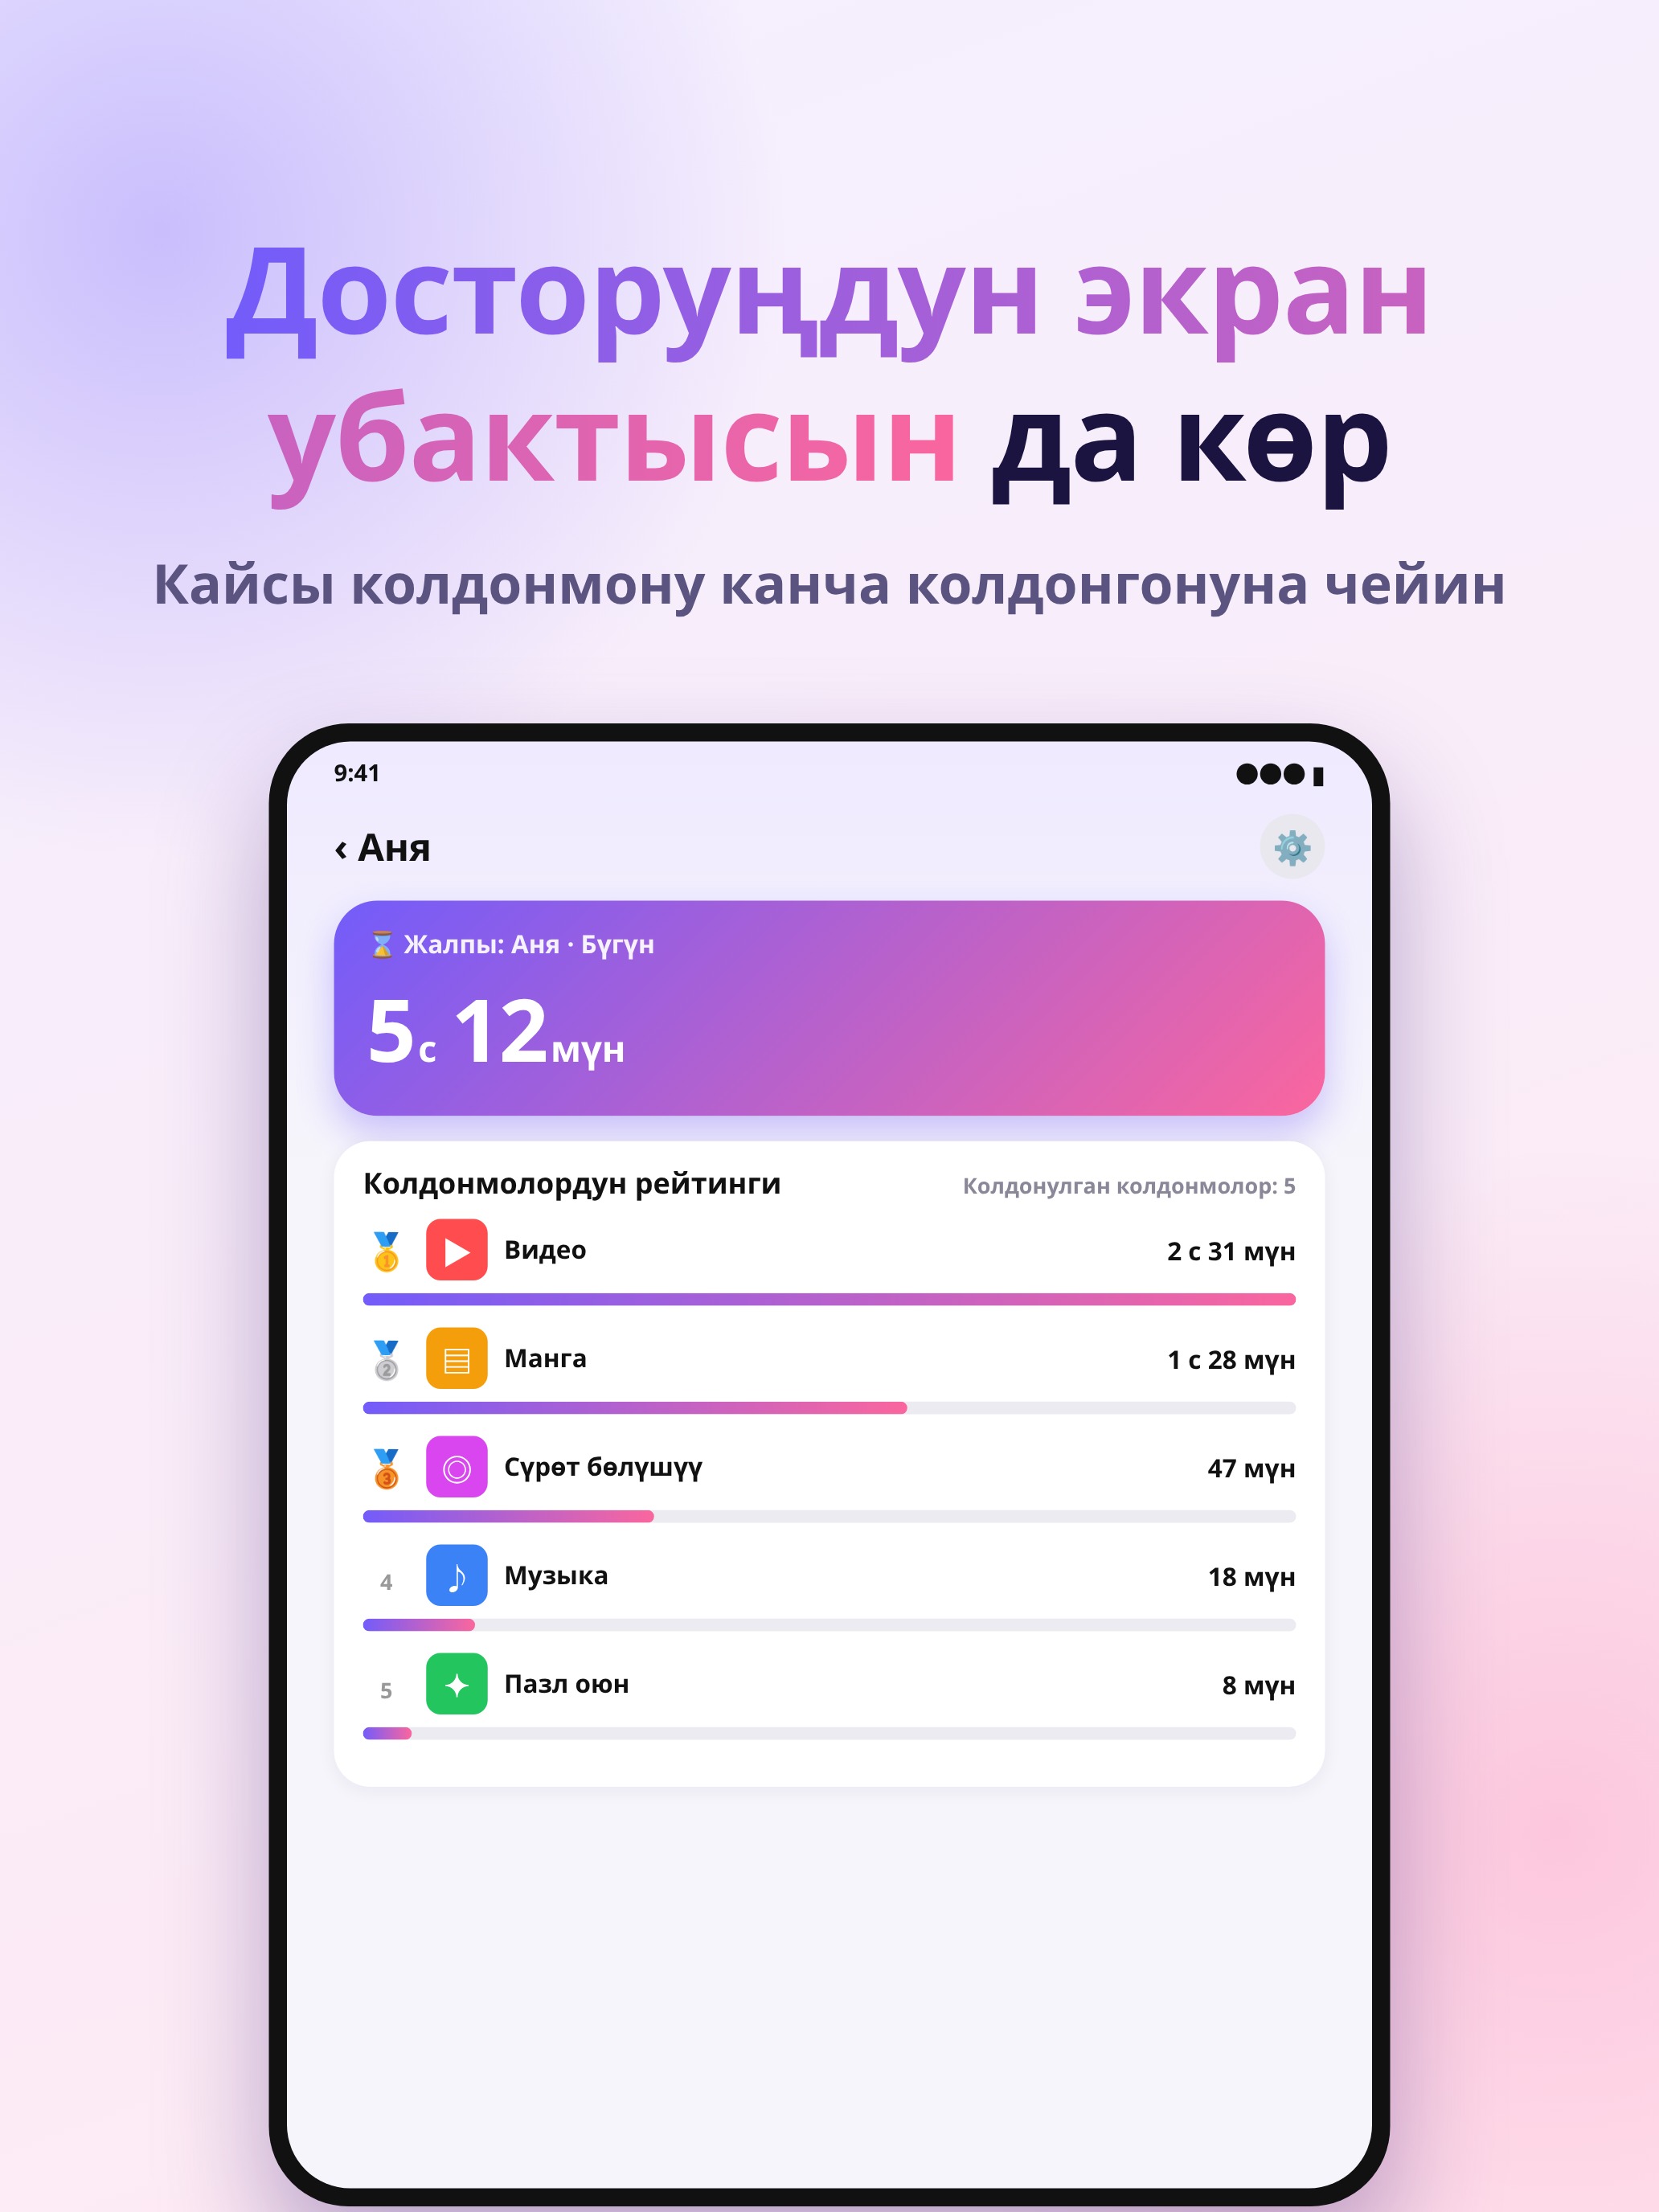 Досторуңдун экран
убактысын да көр
Кайсы колдонмону канча колдонгонуна чейин
9:41
‹ Аня
⌛ Жалпы: Аня · Бүгүн
5с 12мүн
Колдонмолордун рейтинги
Колдонулган колдонмолор: 5
🥇 Видео 2 с 31 мүн
🥈 Манга 1 с 28 мүн
🥉 Сүрөт бөлүшүү 47 мүн
4 Музыка 18 мүн
5 Пазл оюн 8 мүн